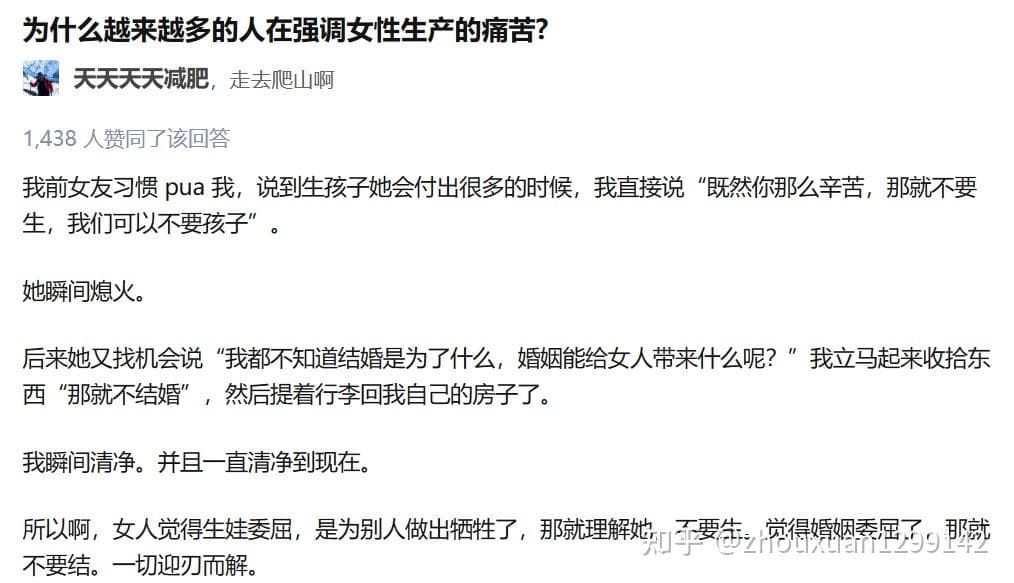 为什么越来越多的人在强调女性生产的痛苦?
天天天天减肥，走去爬山啊
1,438 人赞同了该回答
我前女友习惯 pua 我，说到生孩子她会付出很多的时候，我直接说“既然你那么辛苦，那就不要
生，我们可以不要孩子”。
她瞬间熄火。
后来她又找机会说“我都不知道结婚是为了什么，婚姻能给女人带来什么呢？”我立马起来收拾东
西“那就不结婚”，然后提着行李回我自己的房子了。
我瞬间清净。并且一直清净到现在。
所以啊，女人觉得生娃委屈，是为别人做出牺牲了，那就理解她，不要生。觉得婚姻委屈了，那就
不要结。一切迎刃而解。
知乎 @zhouxuan1299142